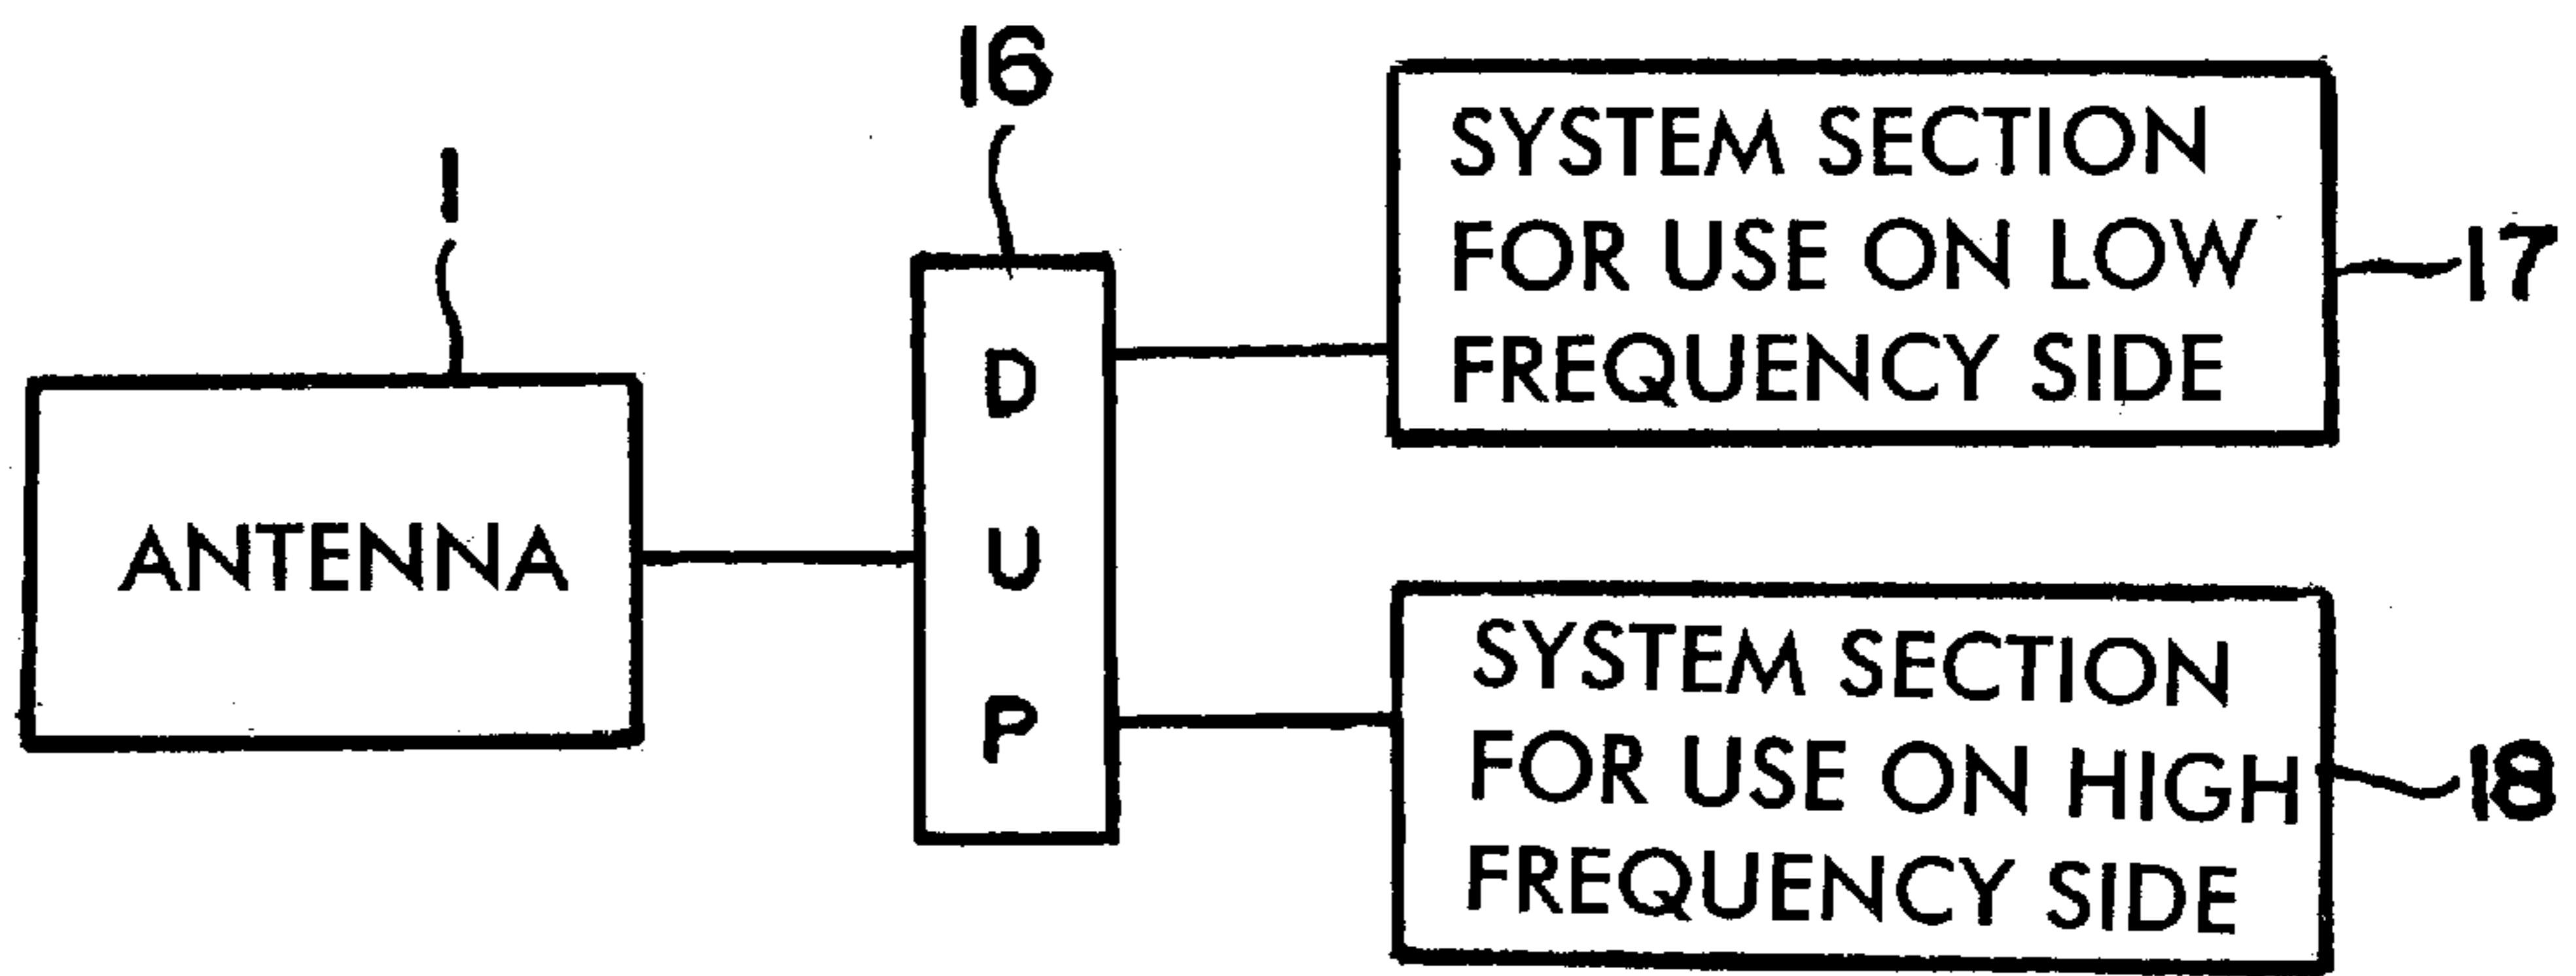 16
1
ANTENNA
D
U
P
SYSTEM SECTION
FOR USE ON LOW
FREQUENCY SIDE
17
SYSTEM SECTION
FOR USE ON HIGH
FREQUENCY SIDE
18